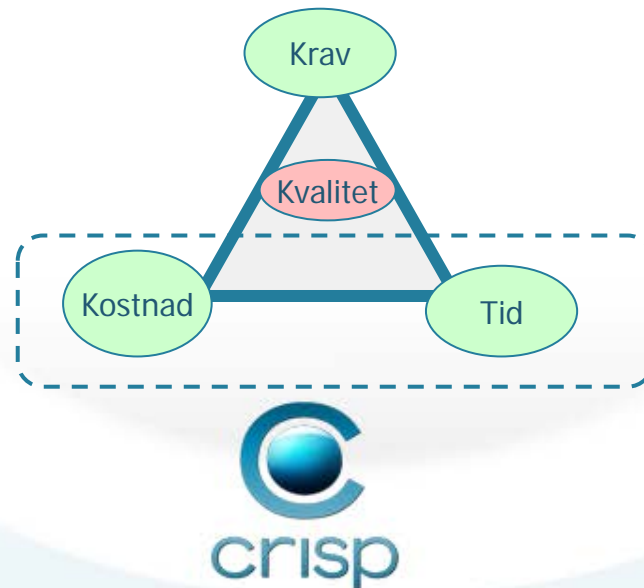 Krav
Kvalitet
Kostnad
Tid
crisp